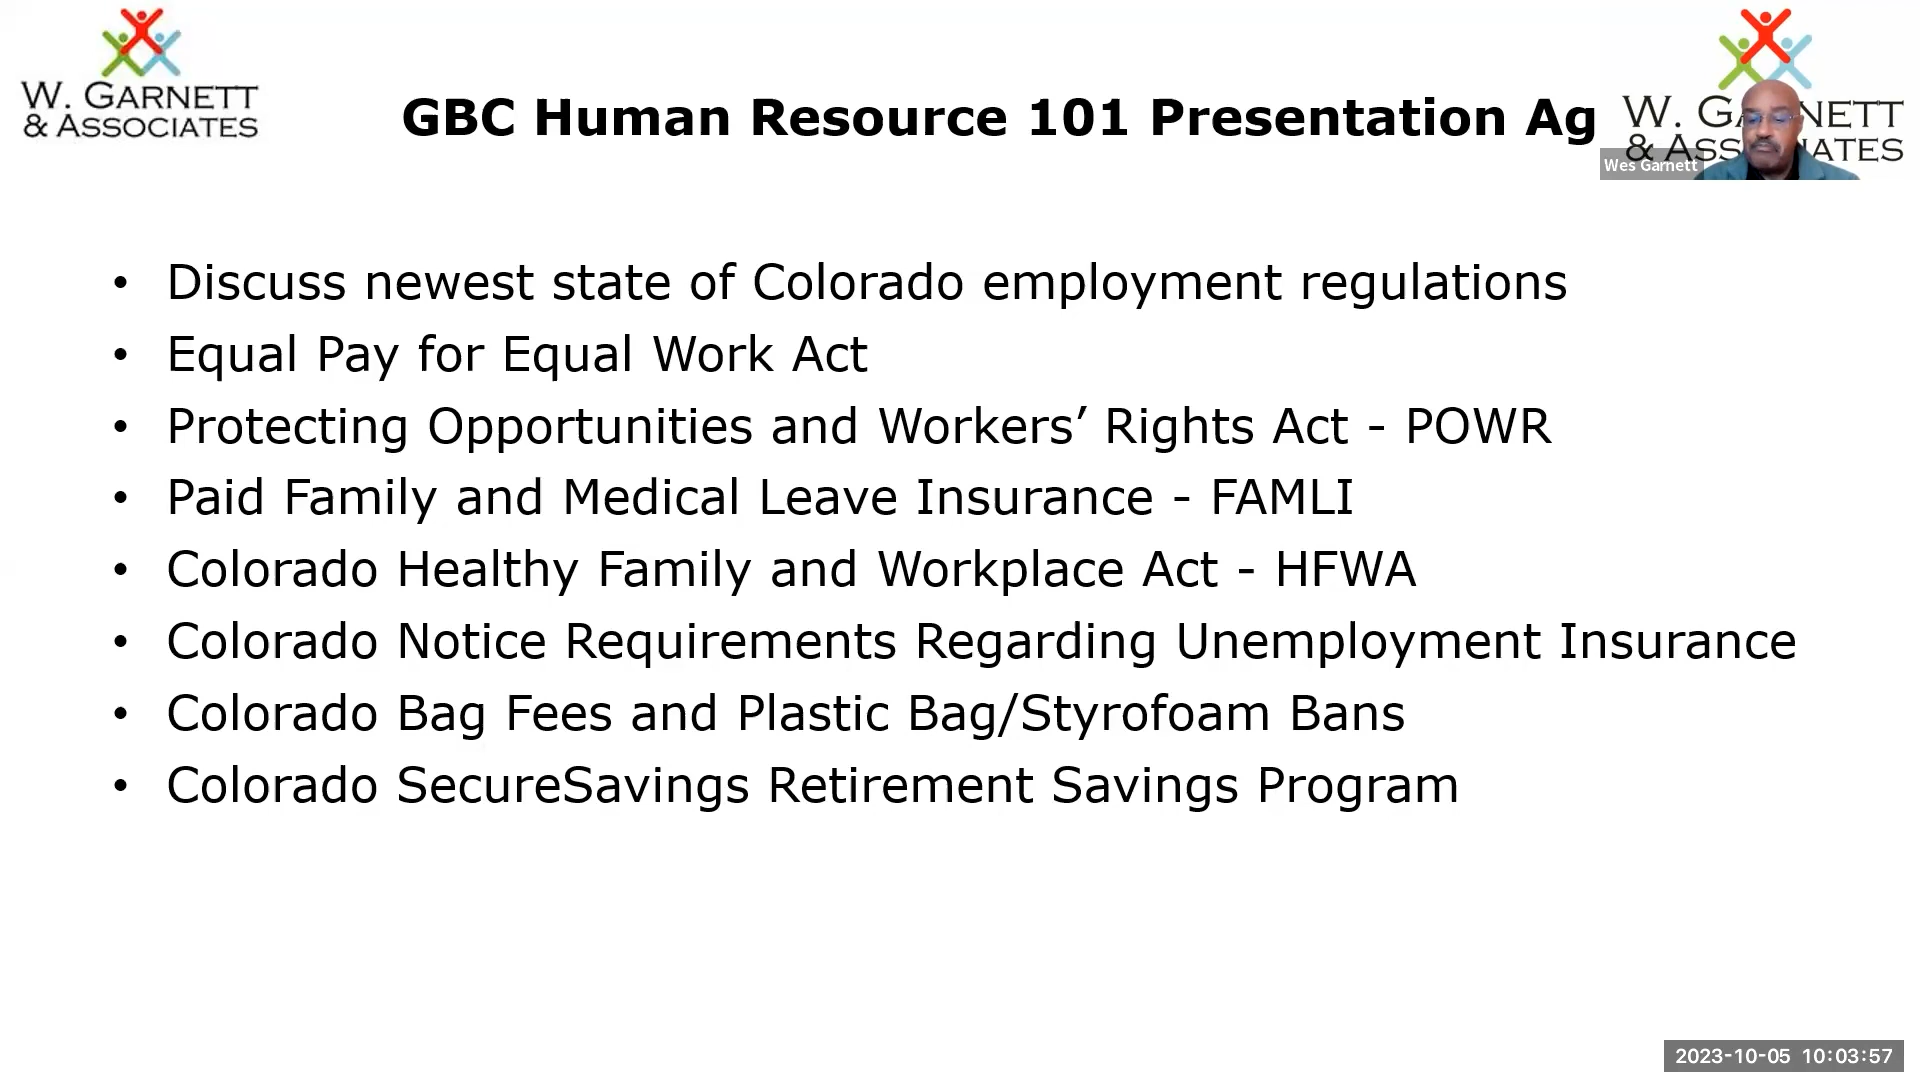 W. GARNETT
& ASSOCIATES
GBC Human Resource 101 Presentation Ag
W. GARNETT
& ASSOCIATES
Wes Garnett
• Discuss newest state of Colorado employment regulations
• Equal Pay for Equal Work Act
• Protecting Opportunities and Workers’ Rights Act - POWR
• Paid Family and Medical Leave Insurance - FAMLI
• Colorado Healthy Family and Workplace Act - HFWA
• Colorado Notice Requirements Regarding Unemployment Insurance
• Colorado Bag Fees and Plastic Bag/Styrofoam Bans
• Colorado SecureSavings Retirement Savings Program
2023-10-05 10:03:57